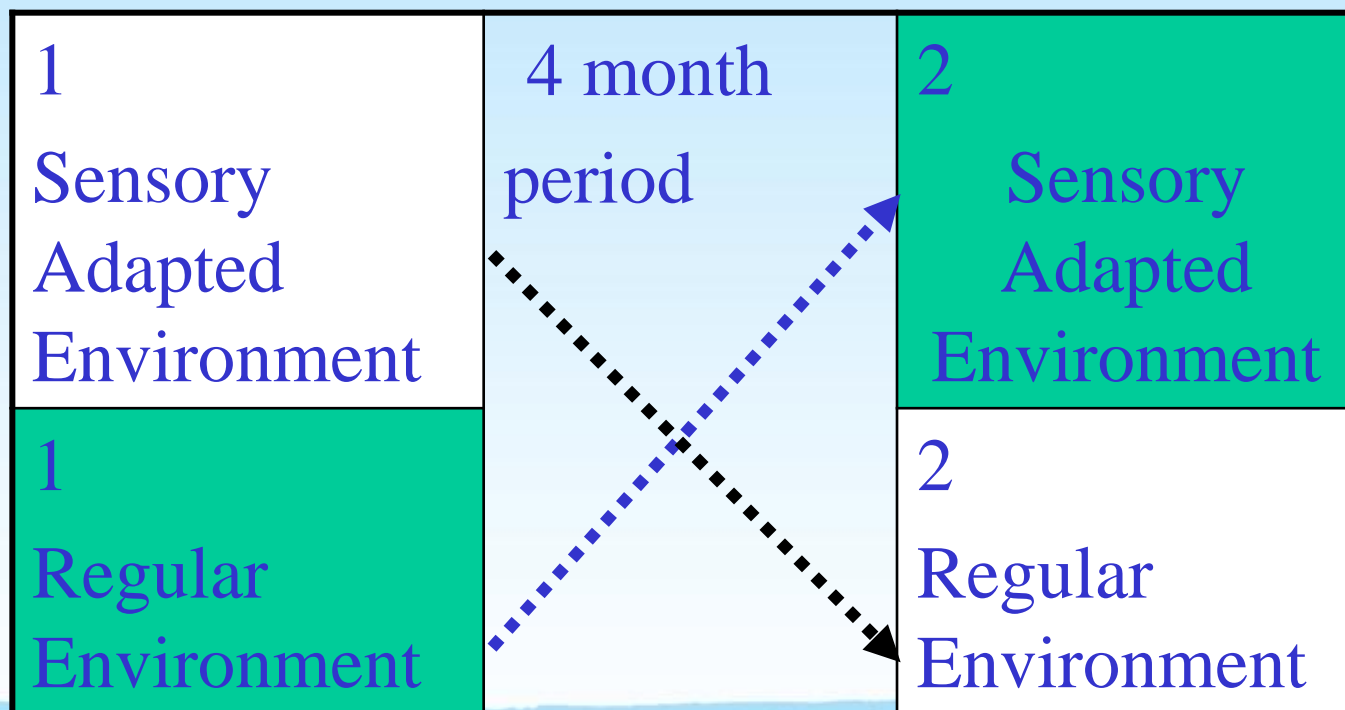 1
Sensory
Adapted
Environment
4 month
period
2
Sensory
Adapted
Environment
1
Regular
Environment
2
Regular
Environment